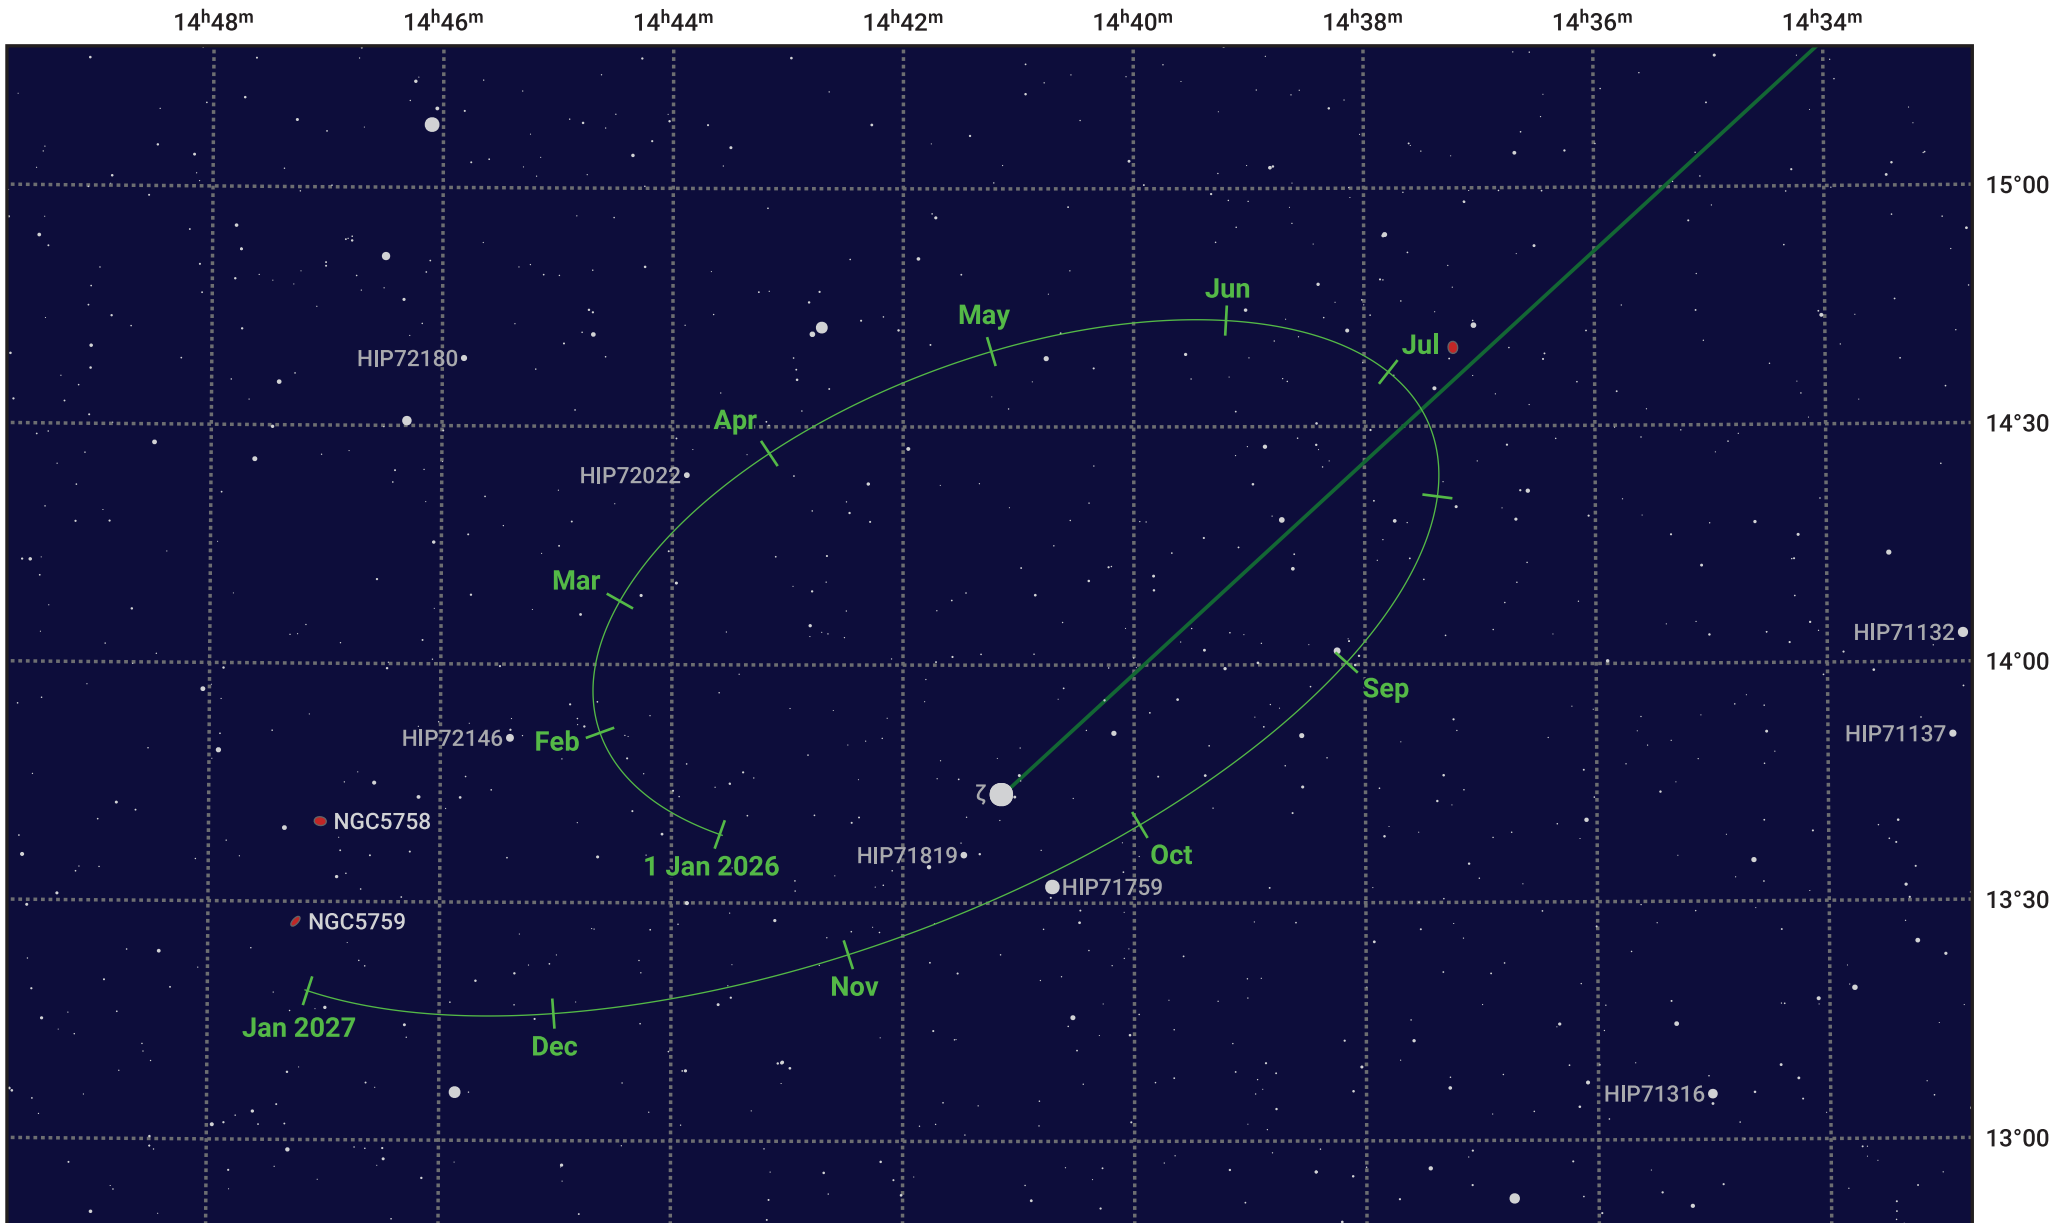 14ʰ48ᵐ 14ʰ46ᵐ 14ʰ44ᵐ 14ʰ42ᵐ 14ʰ40ᵐ 14ʰ38ᵐ 14ʰ36ᵐ 14ʰ34ᵐ
15°00
Jun
May
Jul
HIP72180
Apr
14°30
HIP72022
Mar
HIP71132
14°00
Sep
HIP71137
HIP72146
Feb
ζ
NGC5758
HIP71819
Oct
1 Jan 2026
HIP71759
13°30
NGC5759
Nov
Jan 2027
Dec
HIP71316
13°00